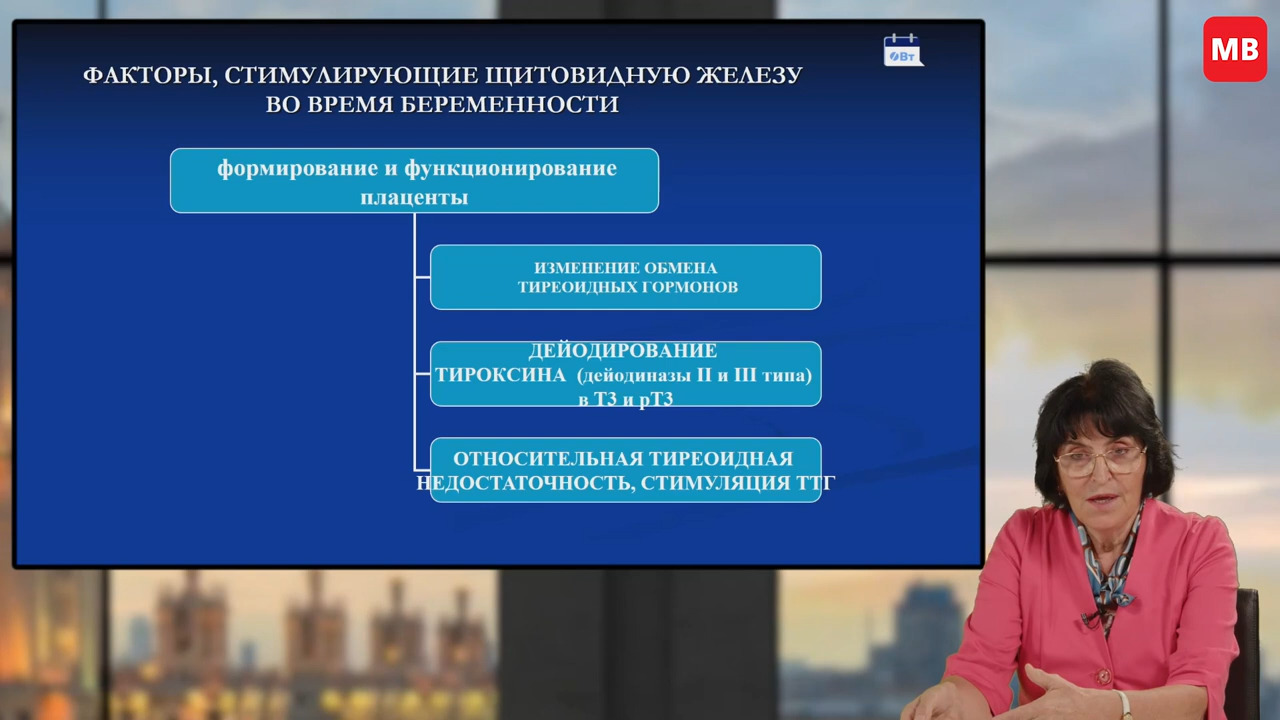 МВ
Вт
ФАКТОРЫ, СТИМУЛИРУЮЩИЕ ЩИТОВИДНУЮ ЖЕЛЕЗУ
ВО ВРЕМЯ БЕРЕМЕННОСТИ
формирование и функционирование
плаценты
ИЗМЕНЕНИЕ ОБМЕНА
ТИРЕОИДНЫХ ГОРМОНОВ
ДЕЙОДИРОВАНИЕ
ТИРОКСИНА (дейодиназы II и III типа)
в Т3 и рТ3
ОТНОСИТЕЛЬНАЯ ТИРЕОИДНАЯ
НЕДОСТАТОЧНОСТЬ, СТИМУЛЯЦИЯ ТТГ